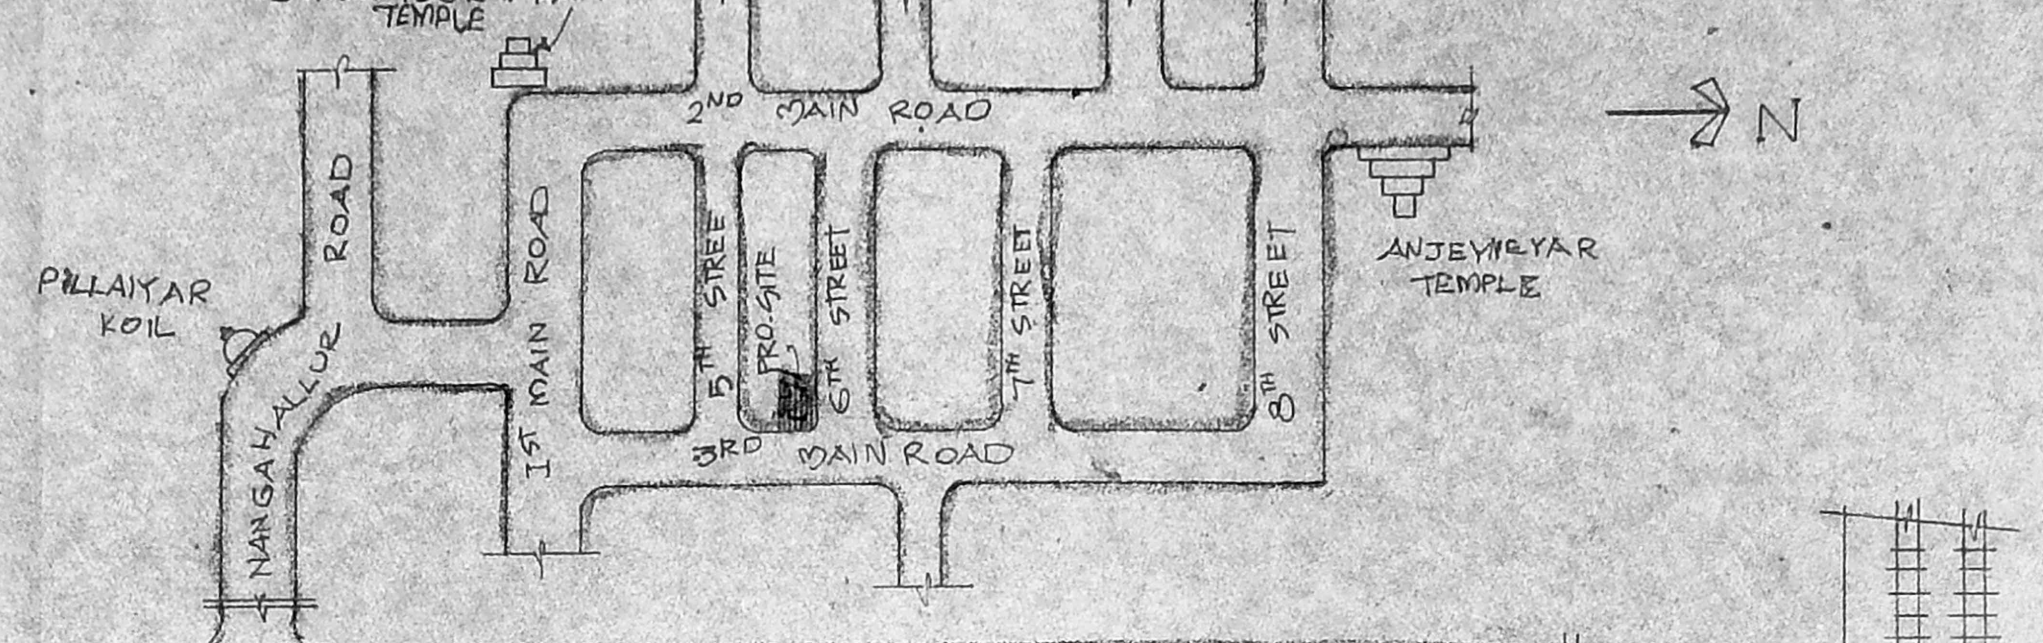 TEMPLE
2ND MAIN ROAD
N
ROAD
1ST MAIN ROAD
5TH STREE
PRO-SITE
6TH STREET
7TH STREET
8TH STREET
ANJEYNEYAR
TEMPLE
PILLAIYAR
KOIL
NANGAHALLUR
3RD MAIN ROAD